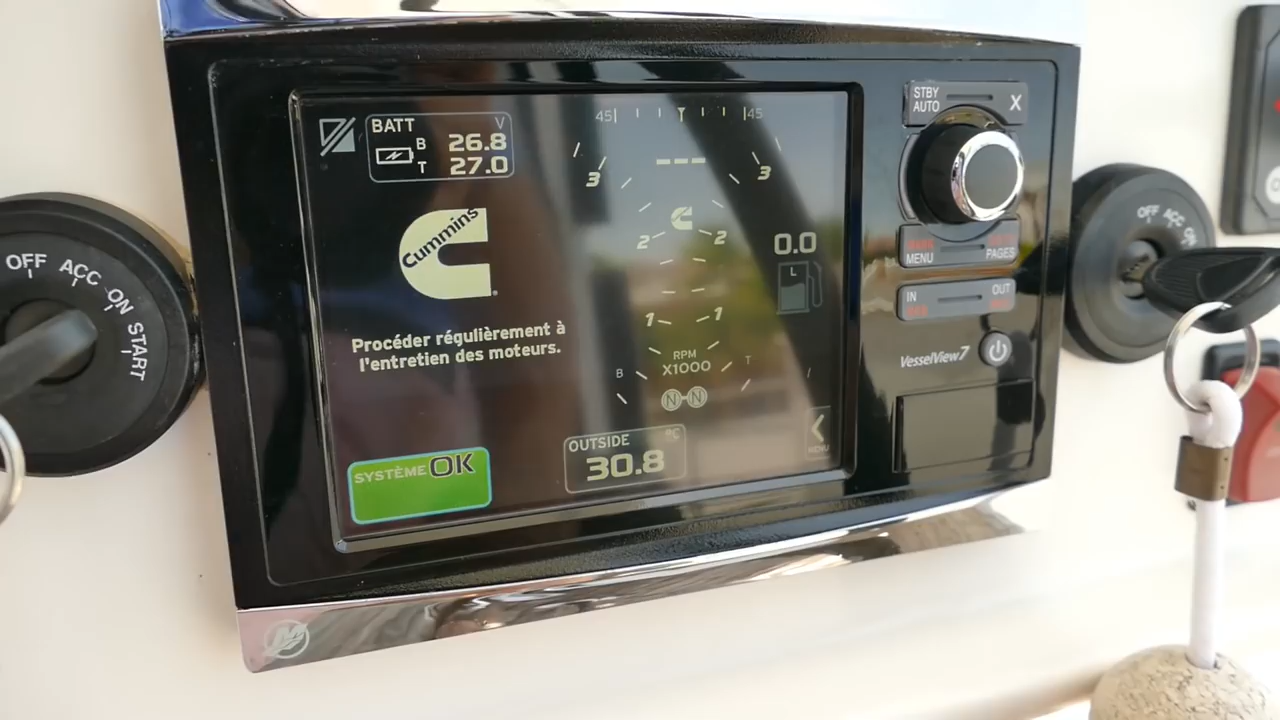 OFF
ACC
ON
START
BATT V
B 26.8
T 27.0
Cummins
Procéder régulièrement à
l'entretien des moteurs.
SYSTÈME OK
45 45
---
3 3
2 2
1 1
RPM
X1000
B T
N N
0.0
L
OUTSIDE °C
30.8
MENU
STBY
AUTO
X
MENU
PAGES
IN OUT
VesselView 7
OFF
ACC
ON